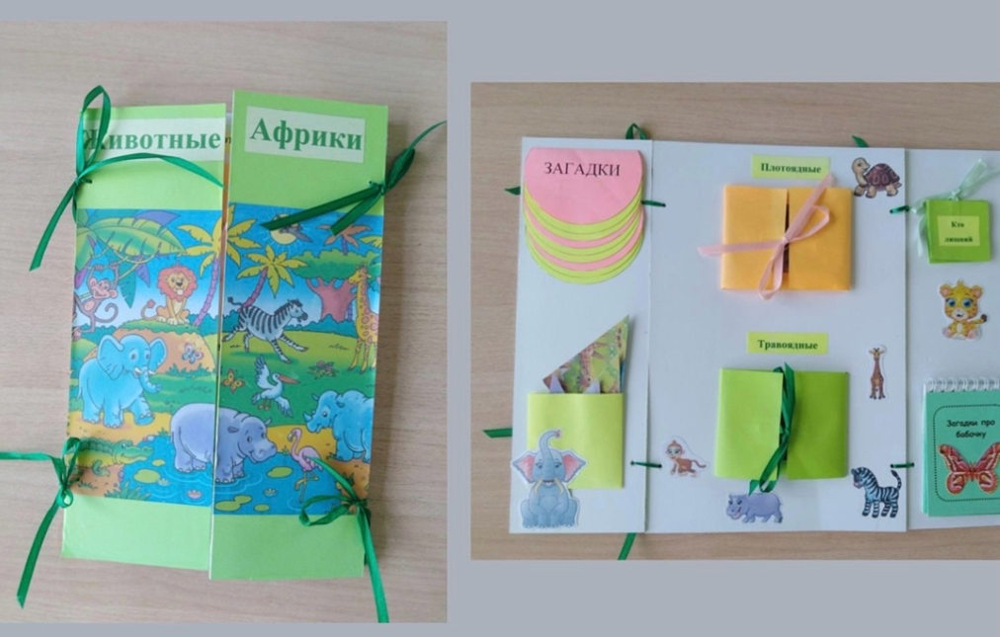 Животные
Африки
ЗАГАДКИ
Плотоядные
Травоядные
Кто
лишний
Загадки про
бабочку